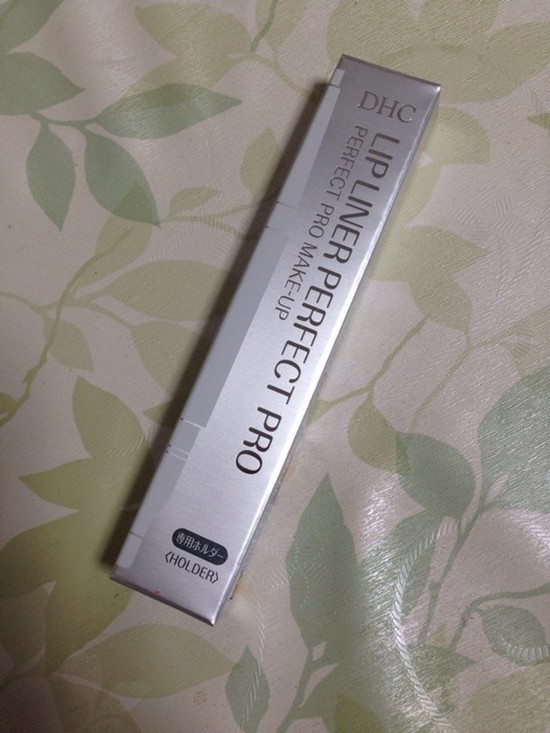 DHC
LIP LINER PERFECT PRO
PERFECT PRO MAKE-UP
専用ホルダー
〈HOLDER〉